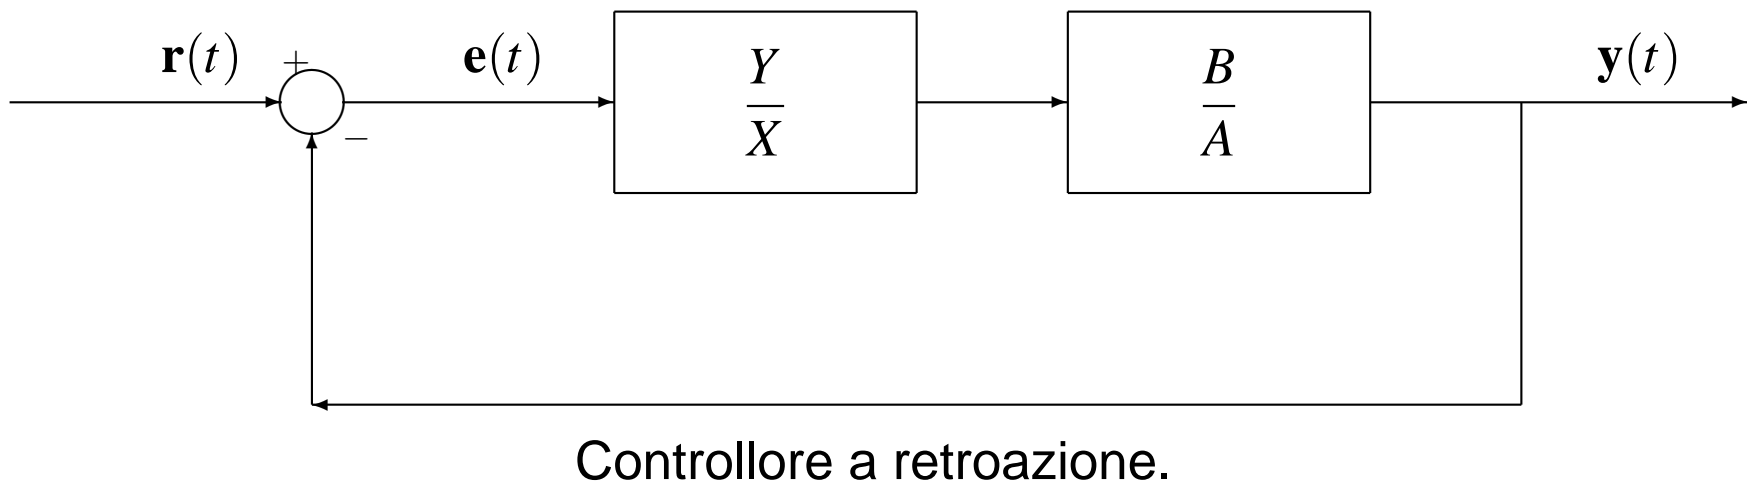 r(t) + e(t) Y B y(t)
X A
−
Controllore a retroazione.